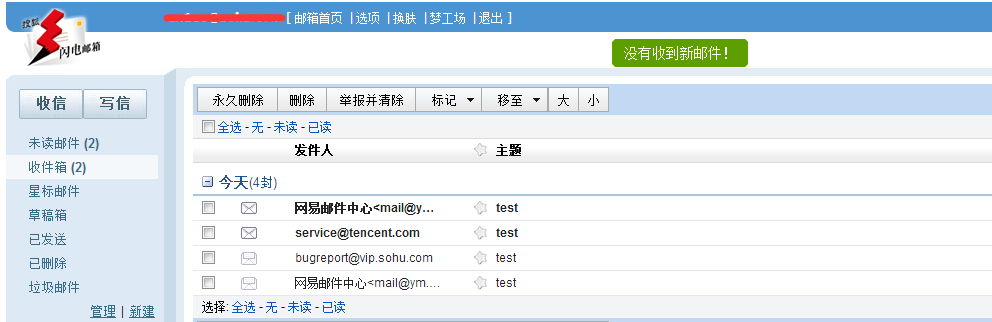 [ 邮箱首页 | 选项 | 换肤 | 梦工场 | 退出 ]
搜狐
闪电邮箱
没有收到新邮件！
收信 写信
永久删除 删除 举报并清除 标记 移至 大 小
全选 - 无 - 未读 - 已读
发件人 主题
未读邮件 (2)
收件箱 (2)
星标邮件
草稿箱
已发送
已删除
垃圾邮件
管理 | 新建
今天(4封)
网易邮件中心<mail@y... test
service@tencent.com test
bugreport@vip.sohu.com test
网易邮件中心<mail@ym.... test
选择: 全选 - 无 - 未读 - 已读